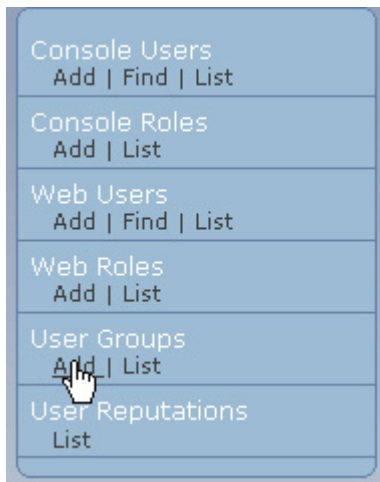 Console Users
Add | Find | List
Console Roles
Add | List
Web Users
Add | Find | List
Web Roles
Add | List
User Groups
Add | List
User Reputations
List